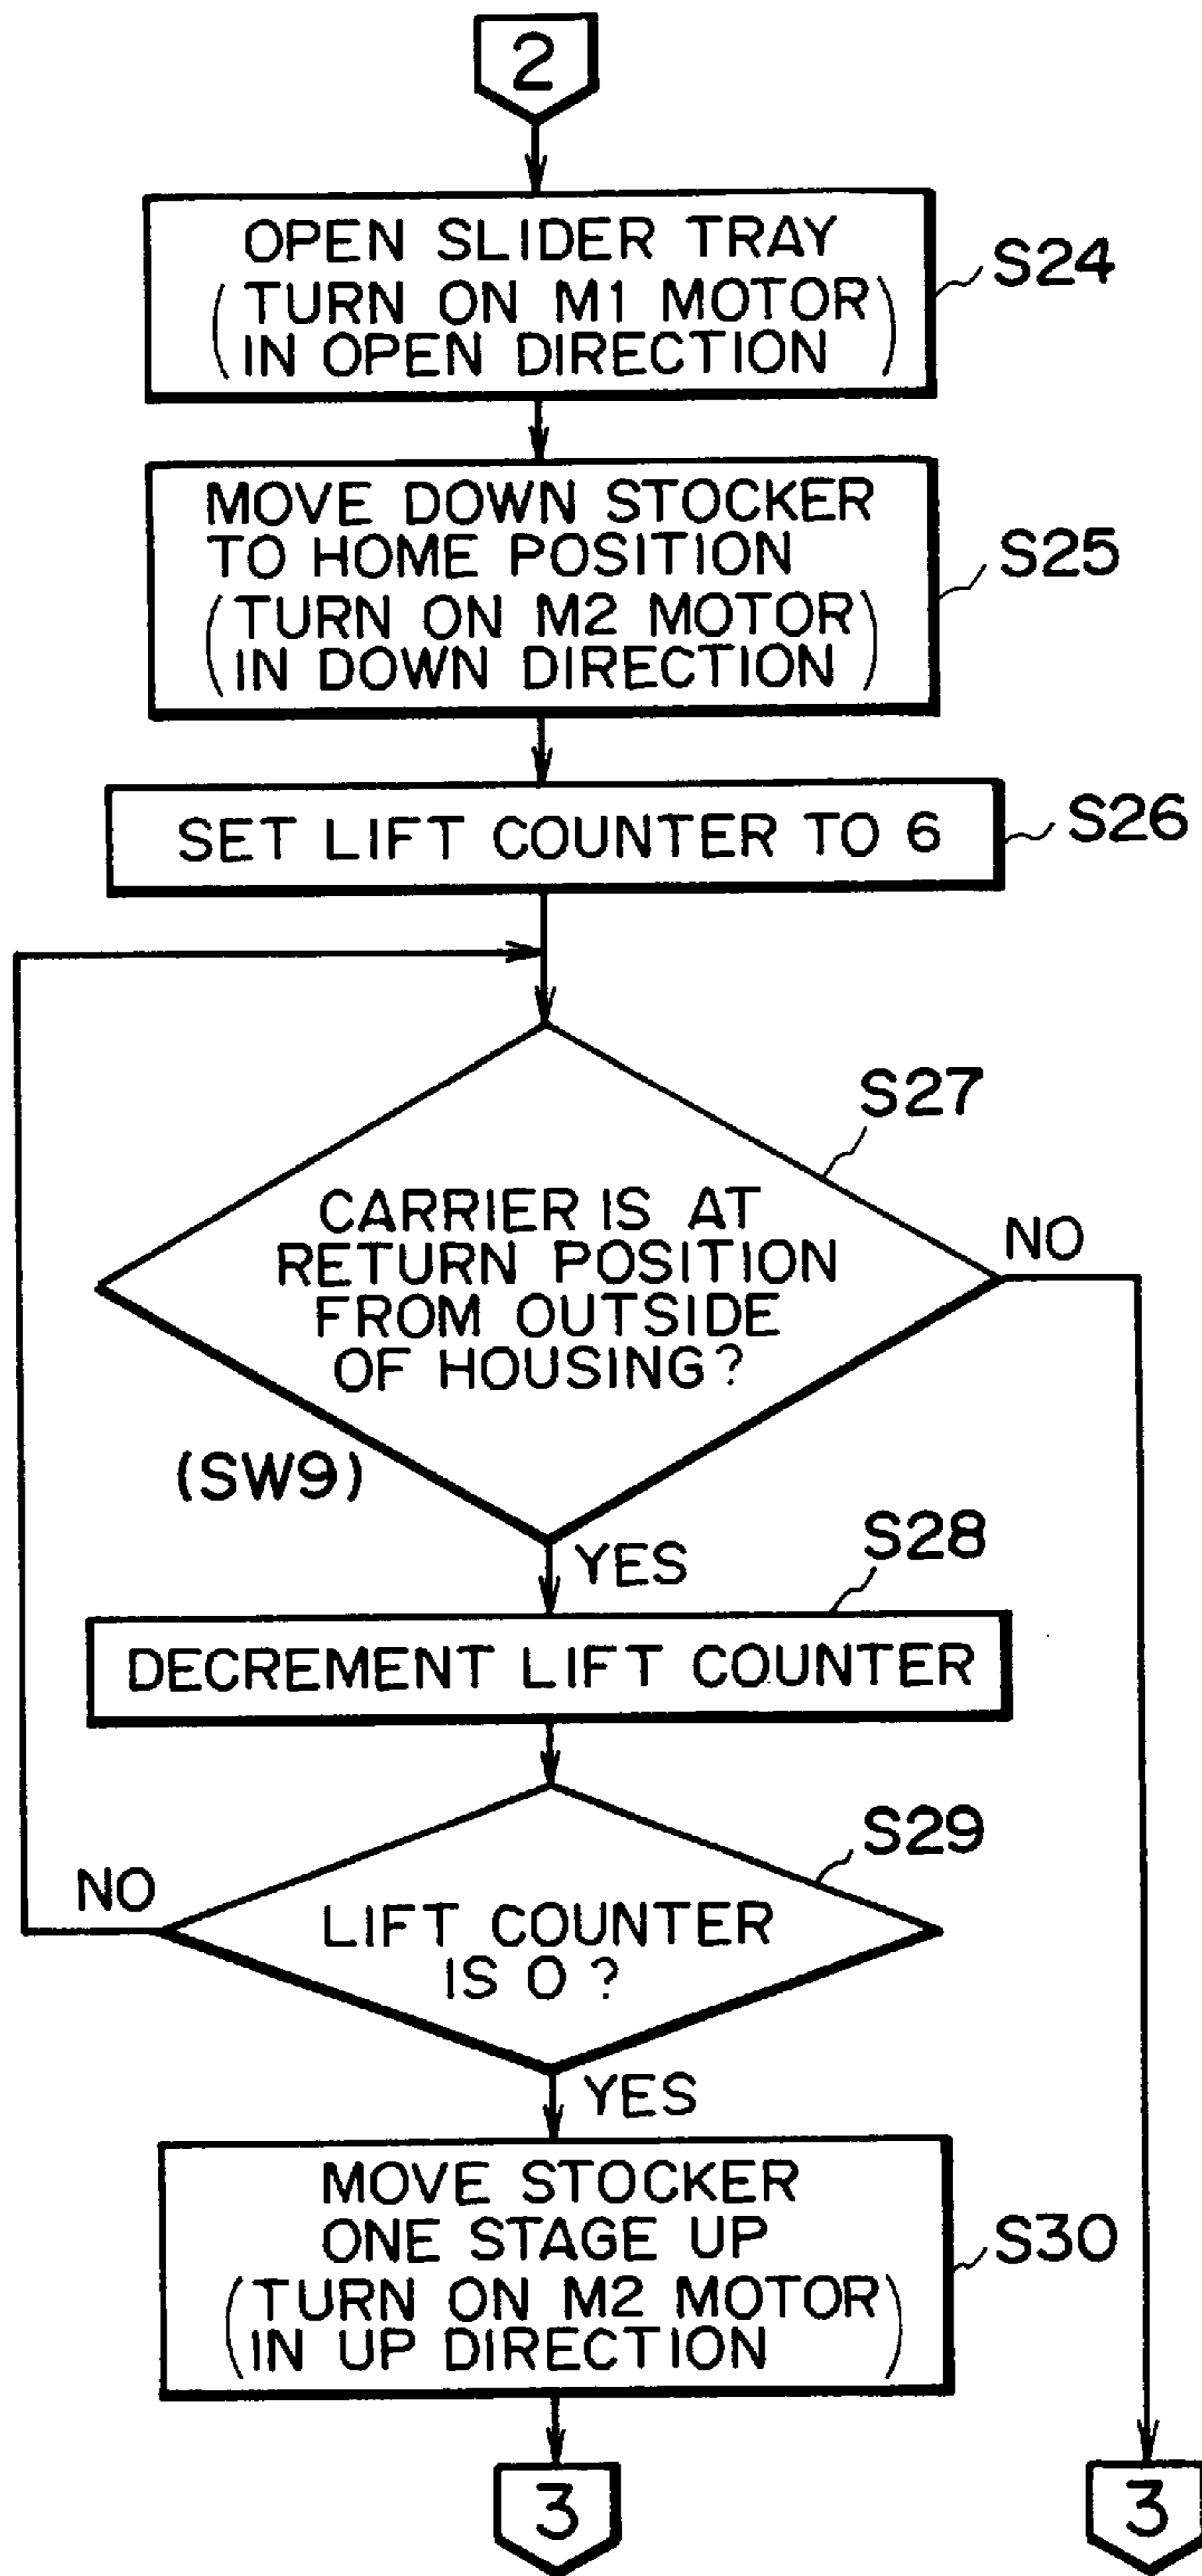 2
OPEN SLIDER TRAY
(TURN ON M1 MOTOR
IN OPEN DIRECTION)
S24
MOVE DOWN STOCKER
TO HOME POSITION
(TURN ON M2 MOTOR
IN DOWN DIRECTION)
S25
SET LIFT COUNTER TO 6
S26
S27
CARRIER IS AT
RETURN POSITION
FROM OUTSIDE
OF HOUSING?
NO
(SW9)
YES
S28
DECREMENT LIFT COUNTER
S29
NO
LIFT COUNTER
IS 0?
YES
MOVE STOCKER
ONE STAGE UP
(TURN ON M2 MOTOR
IN UP DIRECTION)
S30
3
3